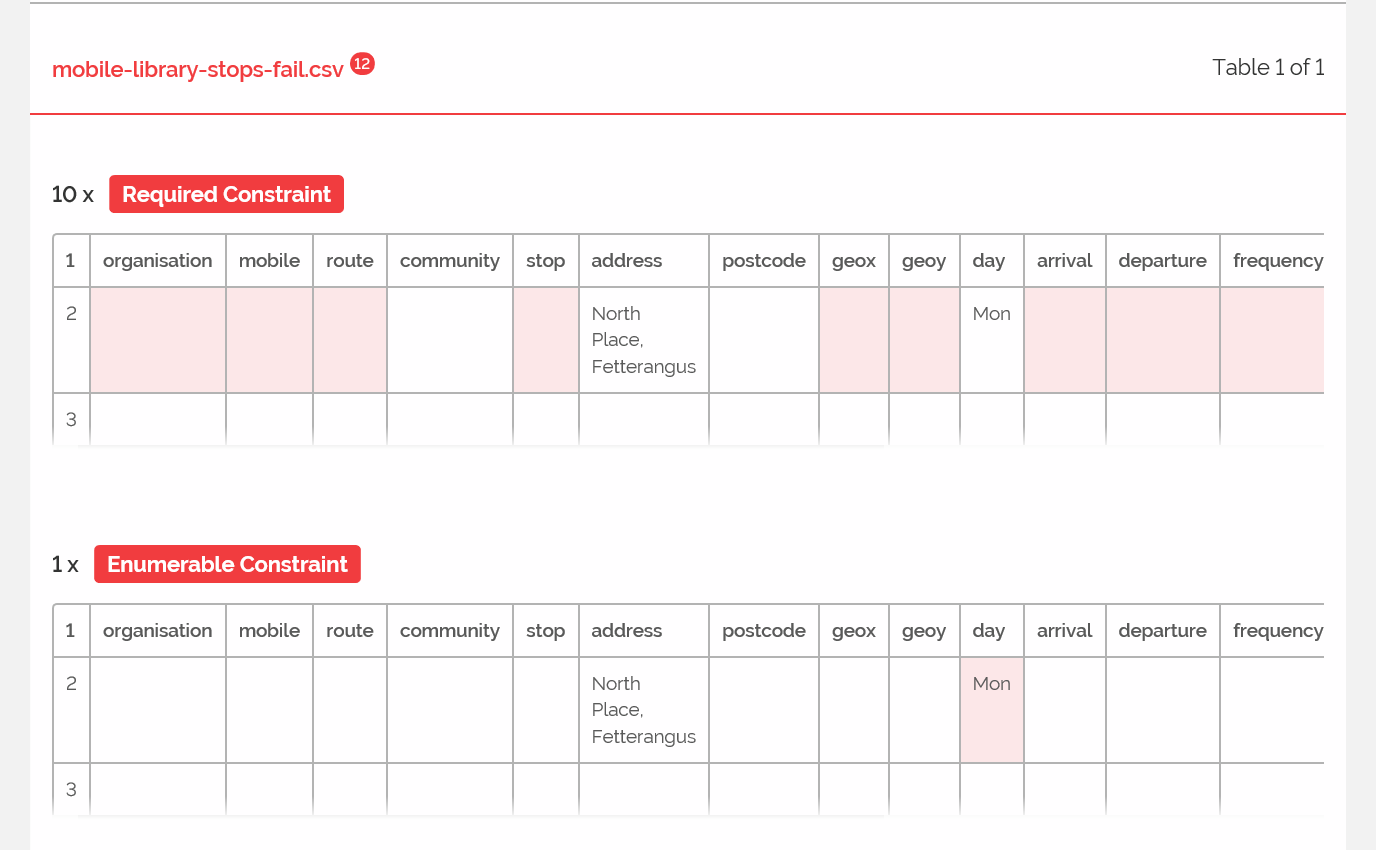 mobile-library-stops-fail.csv 12
Table 1 of 1
10 x Required Constraint
1 organisation mobile route community stop address postcode geox geoy day arrival departure frequency
2 North Mon
Place,
Fetterangus
3
1 x Enumerable Constraint
1 organisation mobile route community stop address postcode geox geoy day arrival departure frequency
2 North Mon
Place,
Fetterangus
3